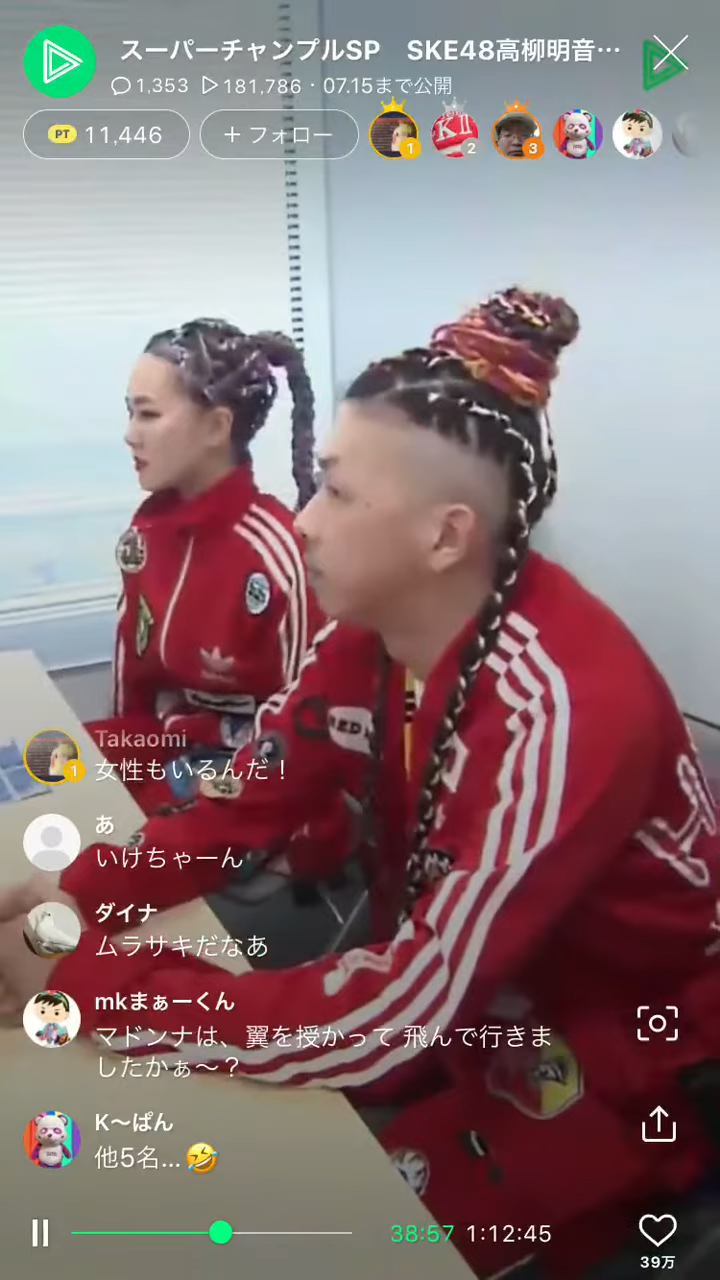 スーパーチャンプルSP SKE48高柳明音…
1,353 181,786・07.15まで公開
PT 11,446
+ フォロー
1
2
3
Takaomi
1
女性もいるんだ！
あ
いけちゃーん
ダイナ
ムラサキだなあ
mkまぁーくん
マドンナは、翼を授かって 飛んで行きま
したかぁ〜？
K〜ぱん
他5名...🤣
38:57 1:12:45
39万